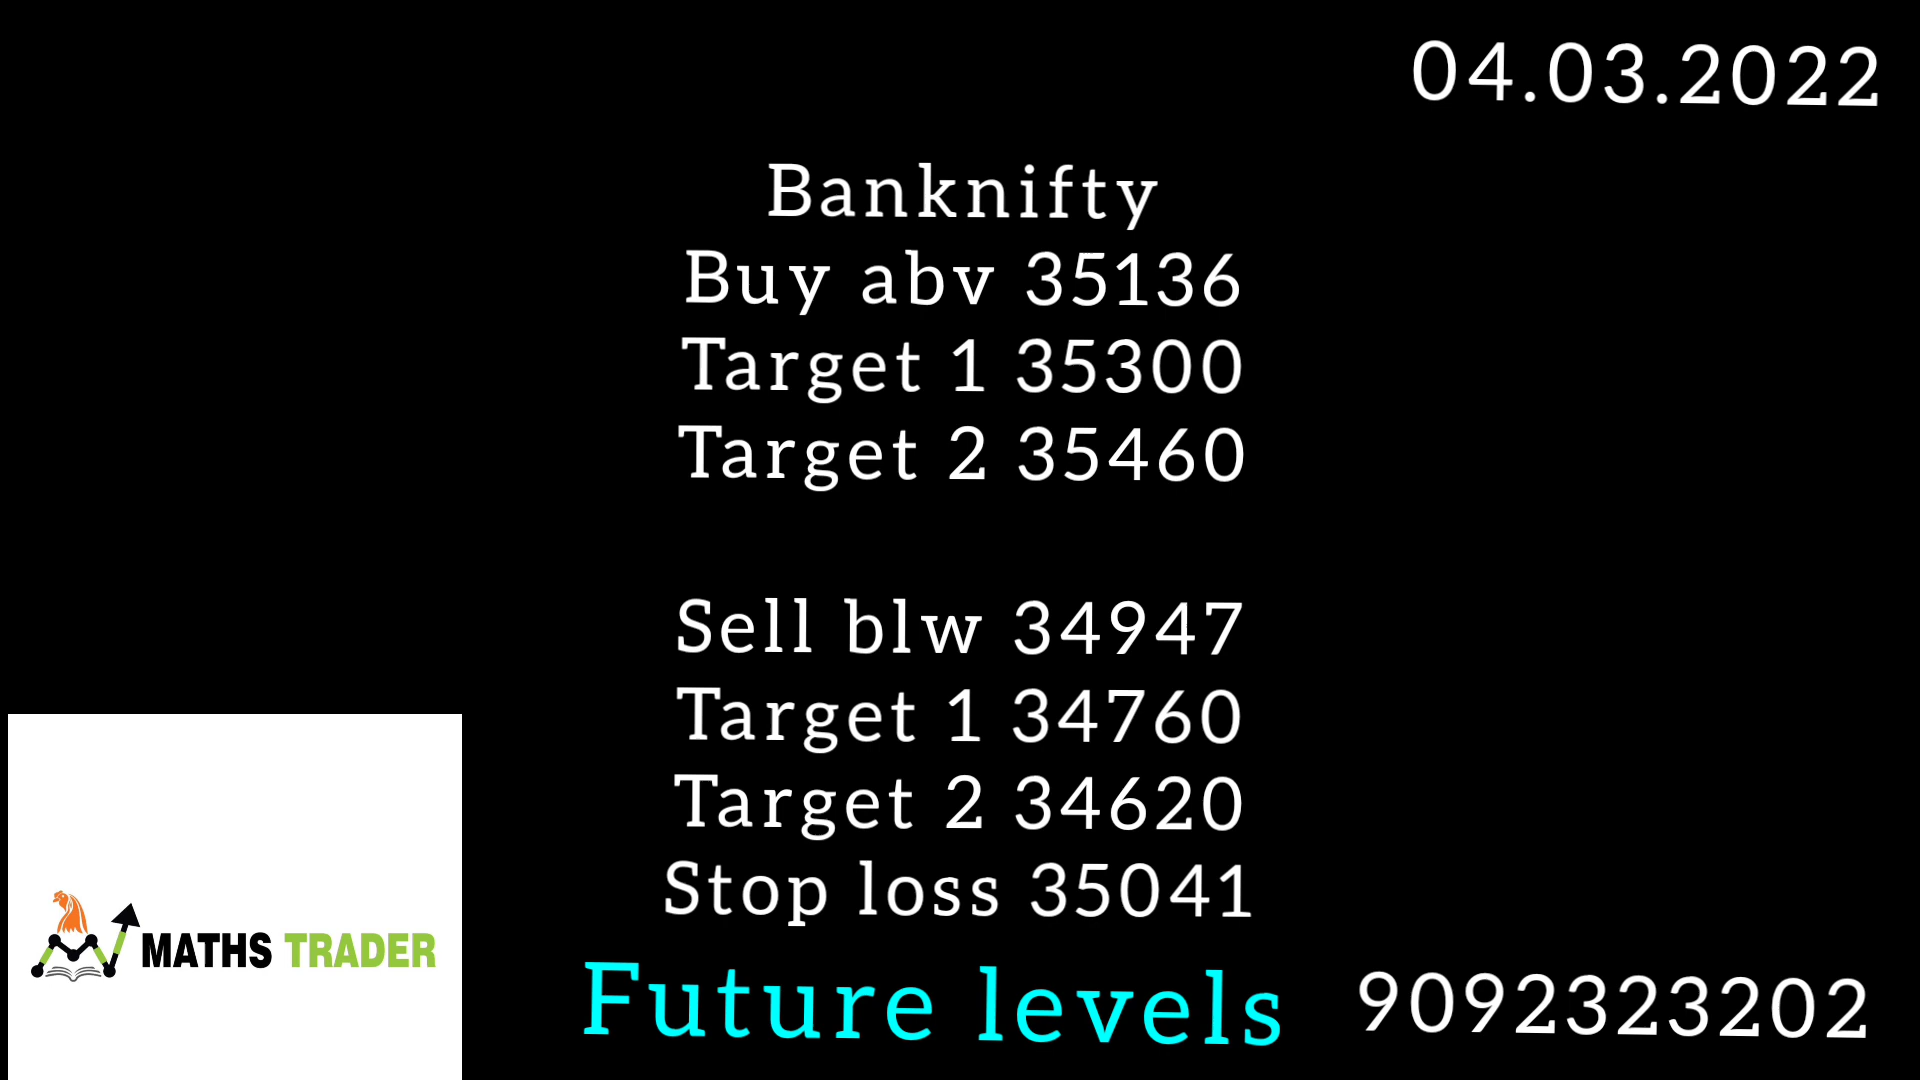 04.03.2022
Banknifty
Buy abv 35136
Target 1 35300
Target 2 35460
Sell blw 34947
Target 1 34760
Target 2 34620
Stop loss 35041
MATHS TRADER
Future levels
9092323202